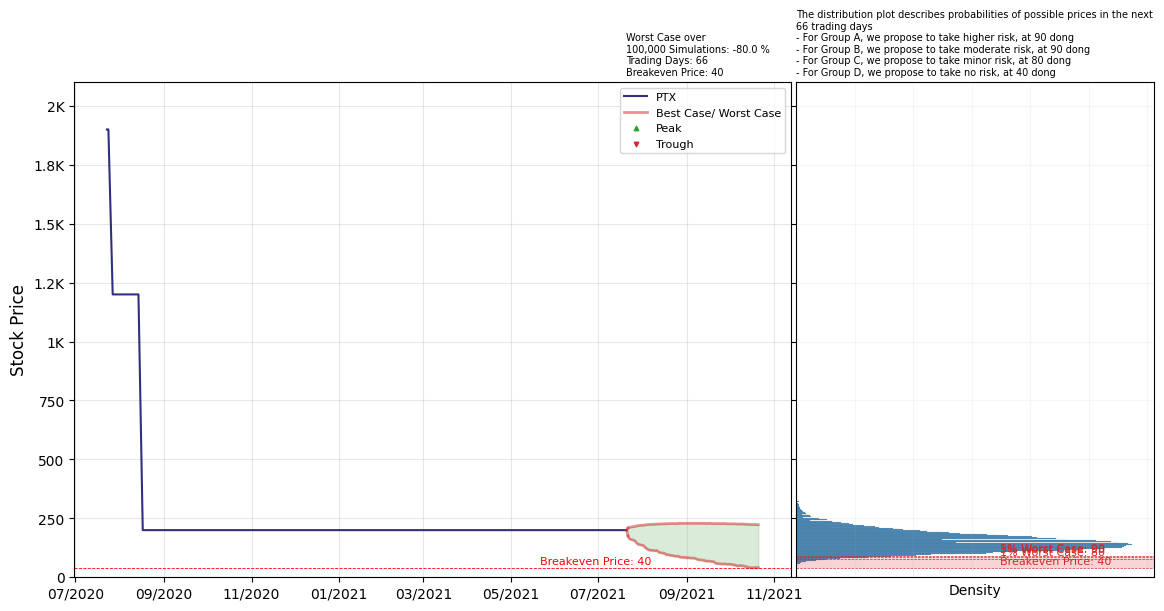 The distribution plot describes probabilities of possible prices in the next
66 trading days
- For Group A, we propose to take higher risk, at 90 dong
- For Group B, we propose to take moderate risk, at 90 dong
- For Group C, we propose to take minor risk, at 80 dong
- For Group D, we propose to take no risk, at 40 dong
Worst Case over
100,000 Simulations: -80.0 %
Trading Days: 66
Breakeven Price: 40
PTX
Best Case/ Worst Case
Peak
Trough
Stock Price
2K
1.8K
1.5K
1.2K
1K
750
500
250
0
Breakeven Price: 40
07/2020
09/2020
11/2020
01/2021
03/2021
05/2021
07/2021
09/2021
11/2021
Worst Case: 90
Breakeven Price: 40
Density